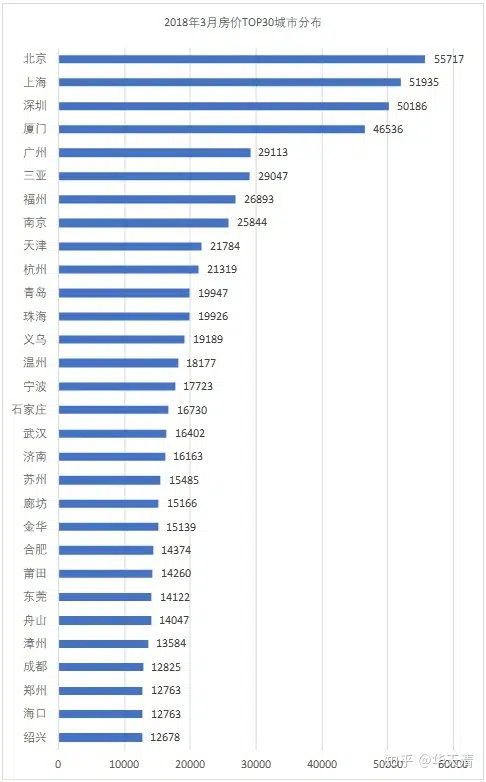 2018年3月房价TOP30城市分布
北京 55717
上海 51935
深圳 50186
厦门 46536
广州 29113
三亚 29047
福州 26893
南京 25844
天津 21784
杭州 21319
青岛 19947
珠海 19926
义乌 19189
温州 18177
宁波 17723
石家庄 16730
武汉 16402
济南 16163
苏州 15485
廊坊 15166
金华 15139
合肥 14374
莆田 14260
东莞 14122
舟山 14047
漳州 13584
成都 12825
郑州 12763
海口 12763
绍兴 12678
0 10000 20000 30000 40000 50000 60000
知乎